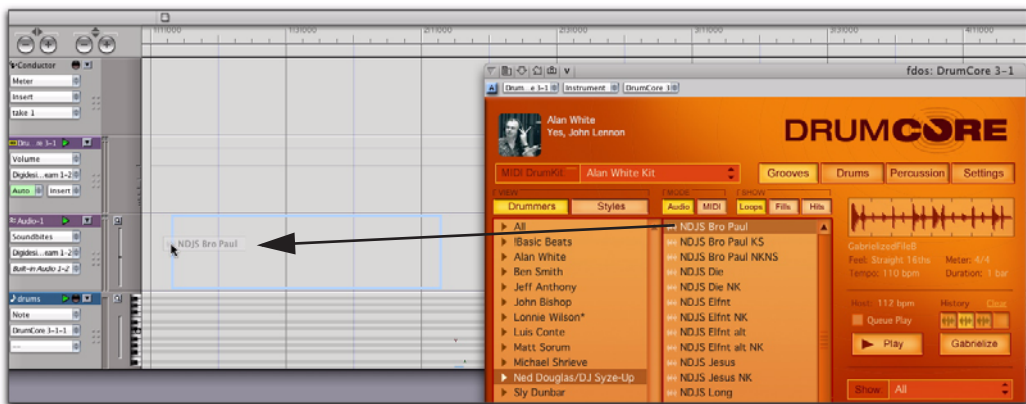 1|1|000
1|3|000
2|1|000
2|3|000
3|1|000
3|3|000
4|1|000
Conductor
Meter
Insert
take 1
Dru...re 3-1
Volume
Digidesi...eam 1-2
Auto
Insert
Audio-1
Soundbites
Digidesi...eam 1-2
Built-in Audio 1-2
drums
Note
DrumCore 3-1-1
---
NDJS Bro Paul
fdos: DrumCore 3-1
Drum...e 3-1
Instrument
DrumCore 3
Alan White
Yes, John Lennon
DRUMCORE
MIDI DrumKit:
Alan White Kit
Grooves
Drums
Percussion
Settings
VIEW
MODE
SHOW
Drummers
Styles
Audio
MIDI
Loops
Fills
Hits
All
!Basic Beats
Alan White
Ben Smith
Jeff Anthony
John Bishop
Lonnie Wilson*
Luis Conte
Matt Sorum
Michael Shrieve
Ned Douglas/DJ Syze-Up
Sly Dunbar
NDJS Bro Paul
NDJS Bro Paul KS
NDJS Bro Paul NKNS
NDJS Die
NDJS Die NK
NDJS Elfnt
NDJS Elfnt NK
NDJS Elfnt alt
NDJS Elfnt alt NK
NDJS Jesus
NDJS Jesus NK
NDJS Long
GabrielizedFileB
Feel: Straight 16ths
Meter: 4/4
Tempo: 110 bpm
Duration: 1 bar
Host: 112 bpm
History
Clear
Queue Play
Play
Gabrielize
Show:
All